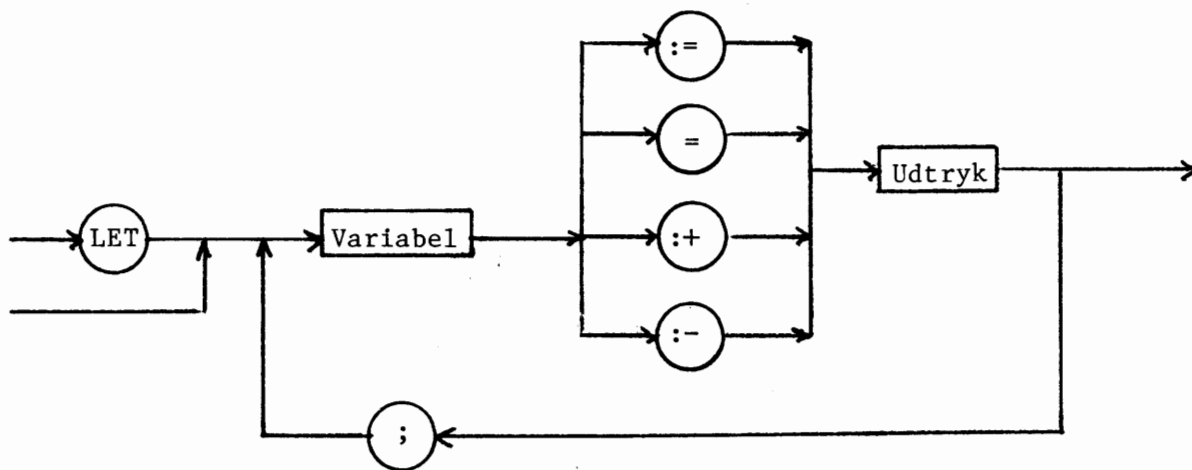 :=
=
Udtryk
LET
Variabel
:+
:-
;